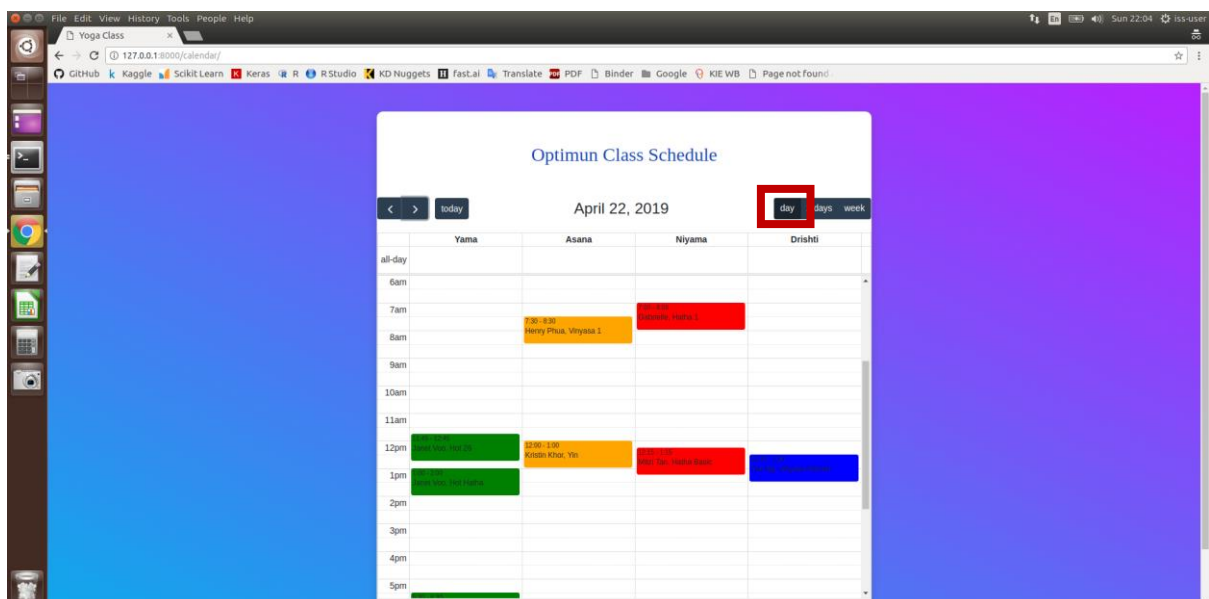 File Edit View History Tools People Help
En Sun 22:04 iss-user
Yoga Class ×
127.0.0.1:8000/calendar/
GitHub k Kaggle Scikit Learn K Keras R R RStudio KD Nuggets H fast.ai Translate PDF PDF Binder Google KIE WB Page not found
Optimun Class Schedule
< > today April 22, 2019 day days week
Yama Asana Niyama Drishti
all-day
6am
7am
7:30 - 8:30
Henry Phua, Vinyasa 1
8am
9am
10am
11am
12pm
12:00 - 1:00
Kristin Khor, Yin
1pm
2pm
3pm
4pm
5pm